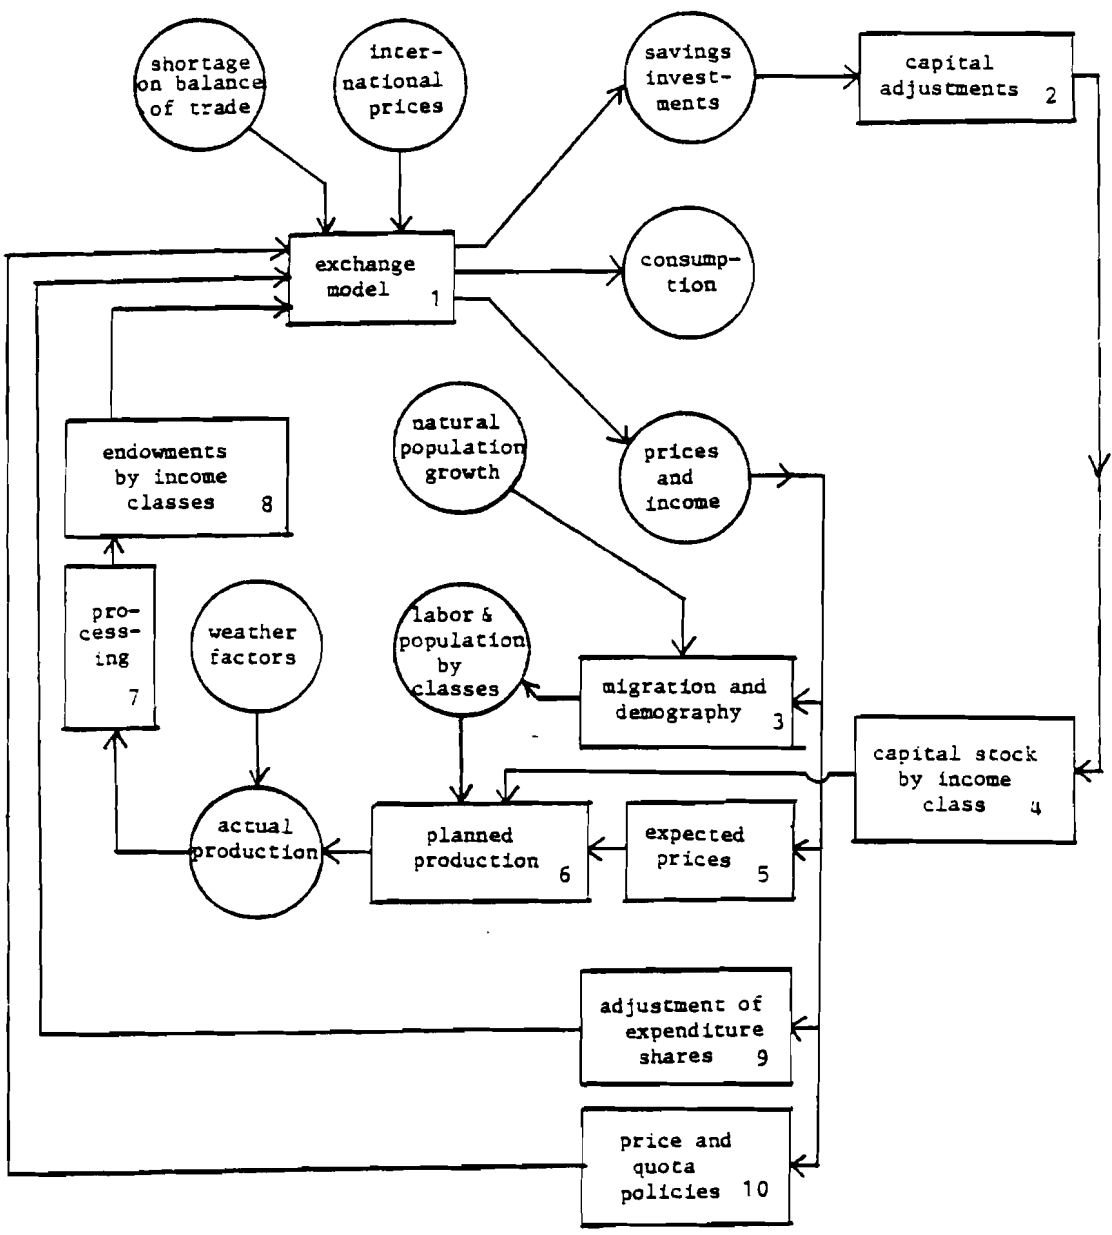 shortage
on balance
of trade
inter-
national
prices
savings
invest-
ments
capital
adjustments 2
exchange
model 1
consump-
tion
natural
population
growth
prices
and
income
endowments
by income
classes 8
pro-
cess-
ing
7
weather
factors
labor &
population
by
classes
migration and
demography 3
capital stock
by income
class 4
actual
production
planned
production 6
expected
prices 5
adjustment of
expenditure
shares 9
price and
quota
policies 10